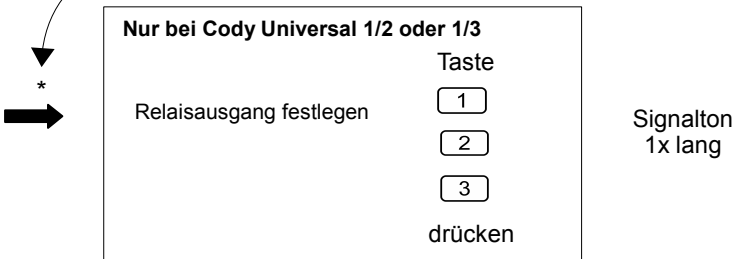 Nur bei Cody Universal 1/2 oder 1/3
Taste
*
Relaisausgang festlegen
1
2
3
drücken
Signalton
1x lang